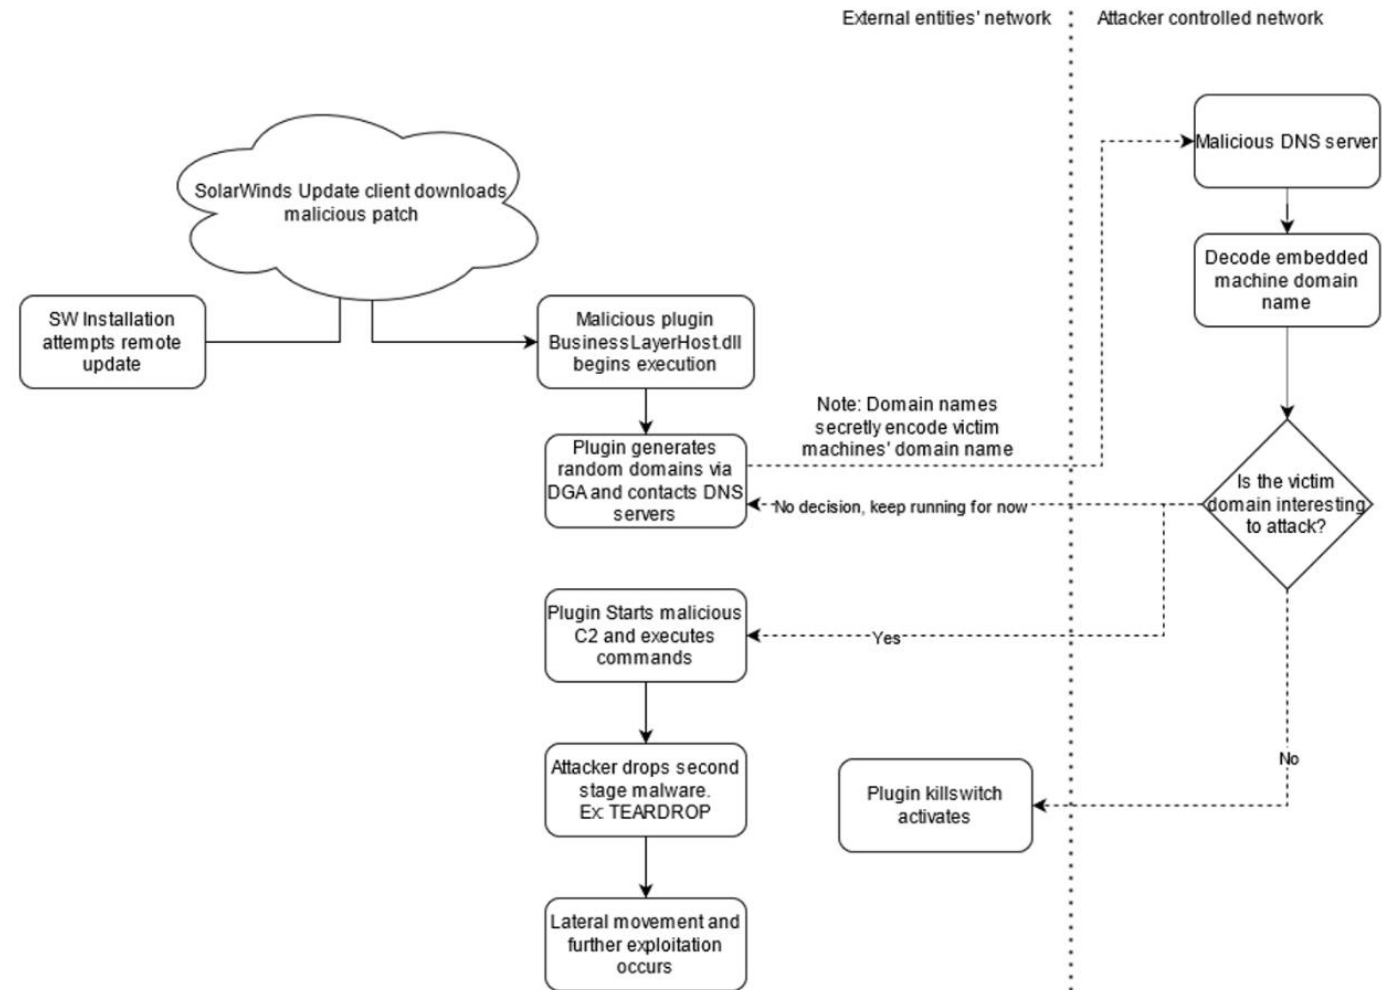 External entities' network
Attacker controlled network
Malicious DNS server
SolarWinds Update client downloads
malicious patch
Decode embedded
machine domain
name
SW Installation
attempts remote
update
Malicious plugin
BusinessLayerHost.dll
begins execution
Note: Domain names
secretly encode victim
machines' domain name
Plugin generates
random domains via
DGA and contacts DNS
servers
Is the victim
domain interesting
to attack?
No decision, keep running for now
Plugin Starts malicious
C2 and executes
commands
Yes
No
Attacker drops second
stage malware.
Ex: TEARDROP
Plugin killswitch
activates
Lateral movement and
further exploitation
occurs